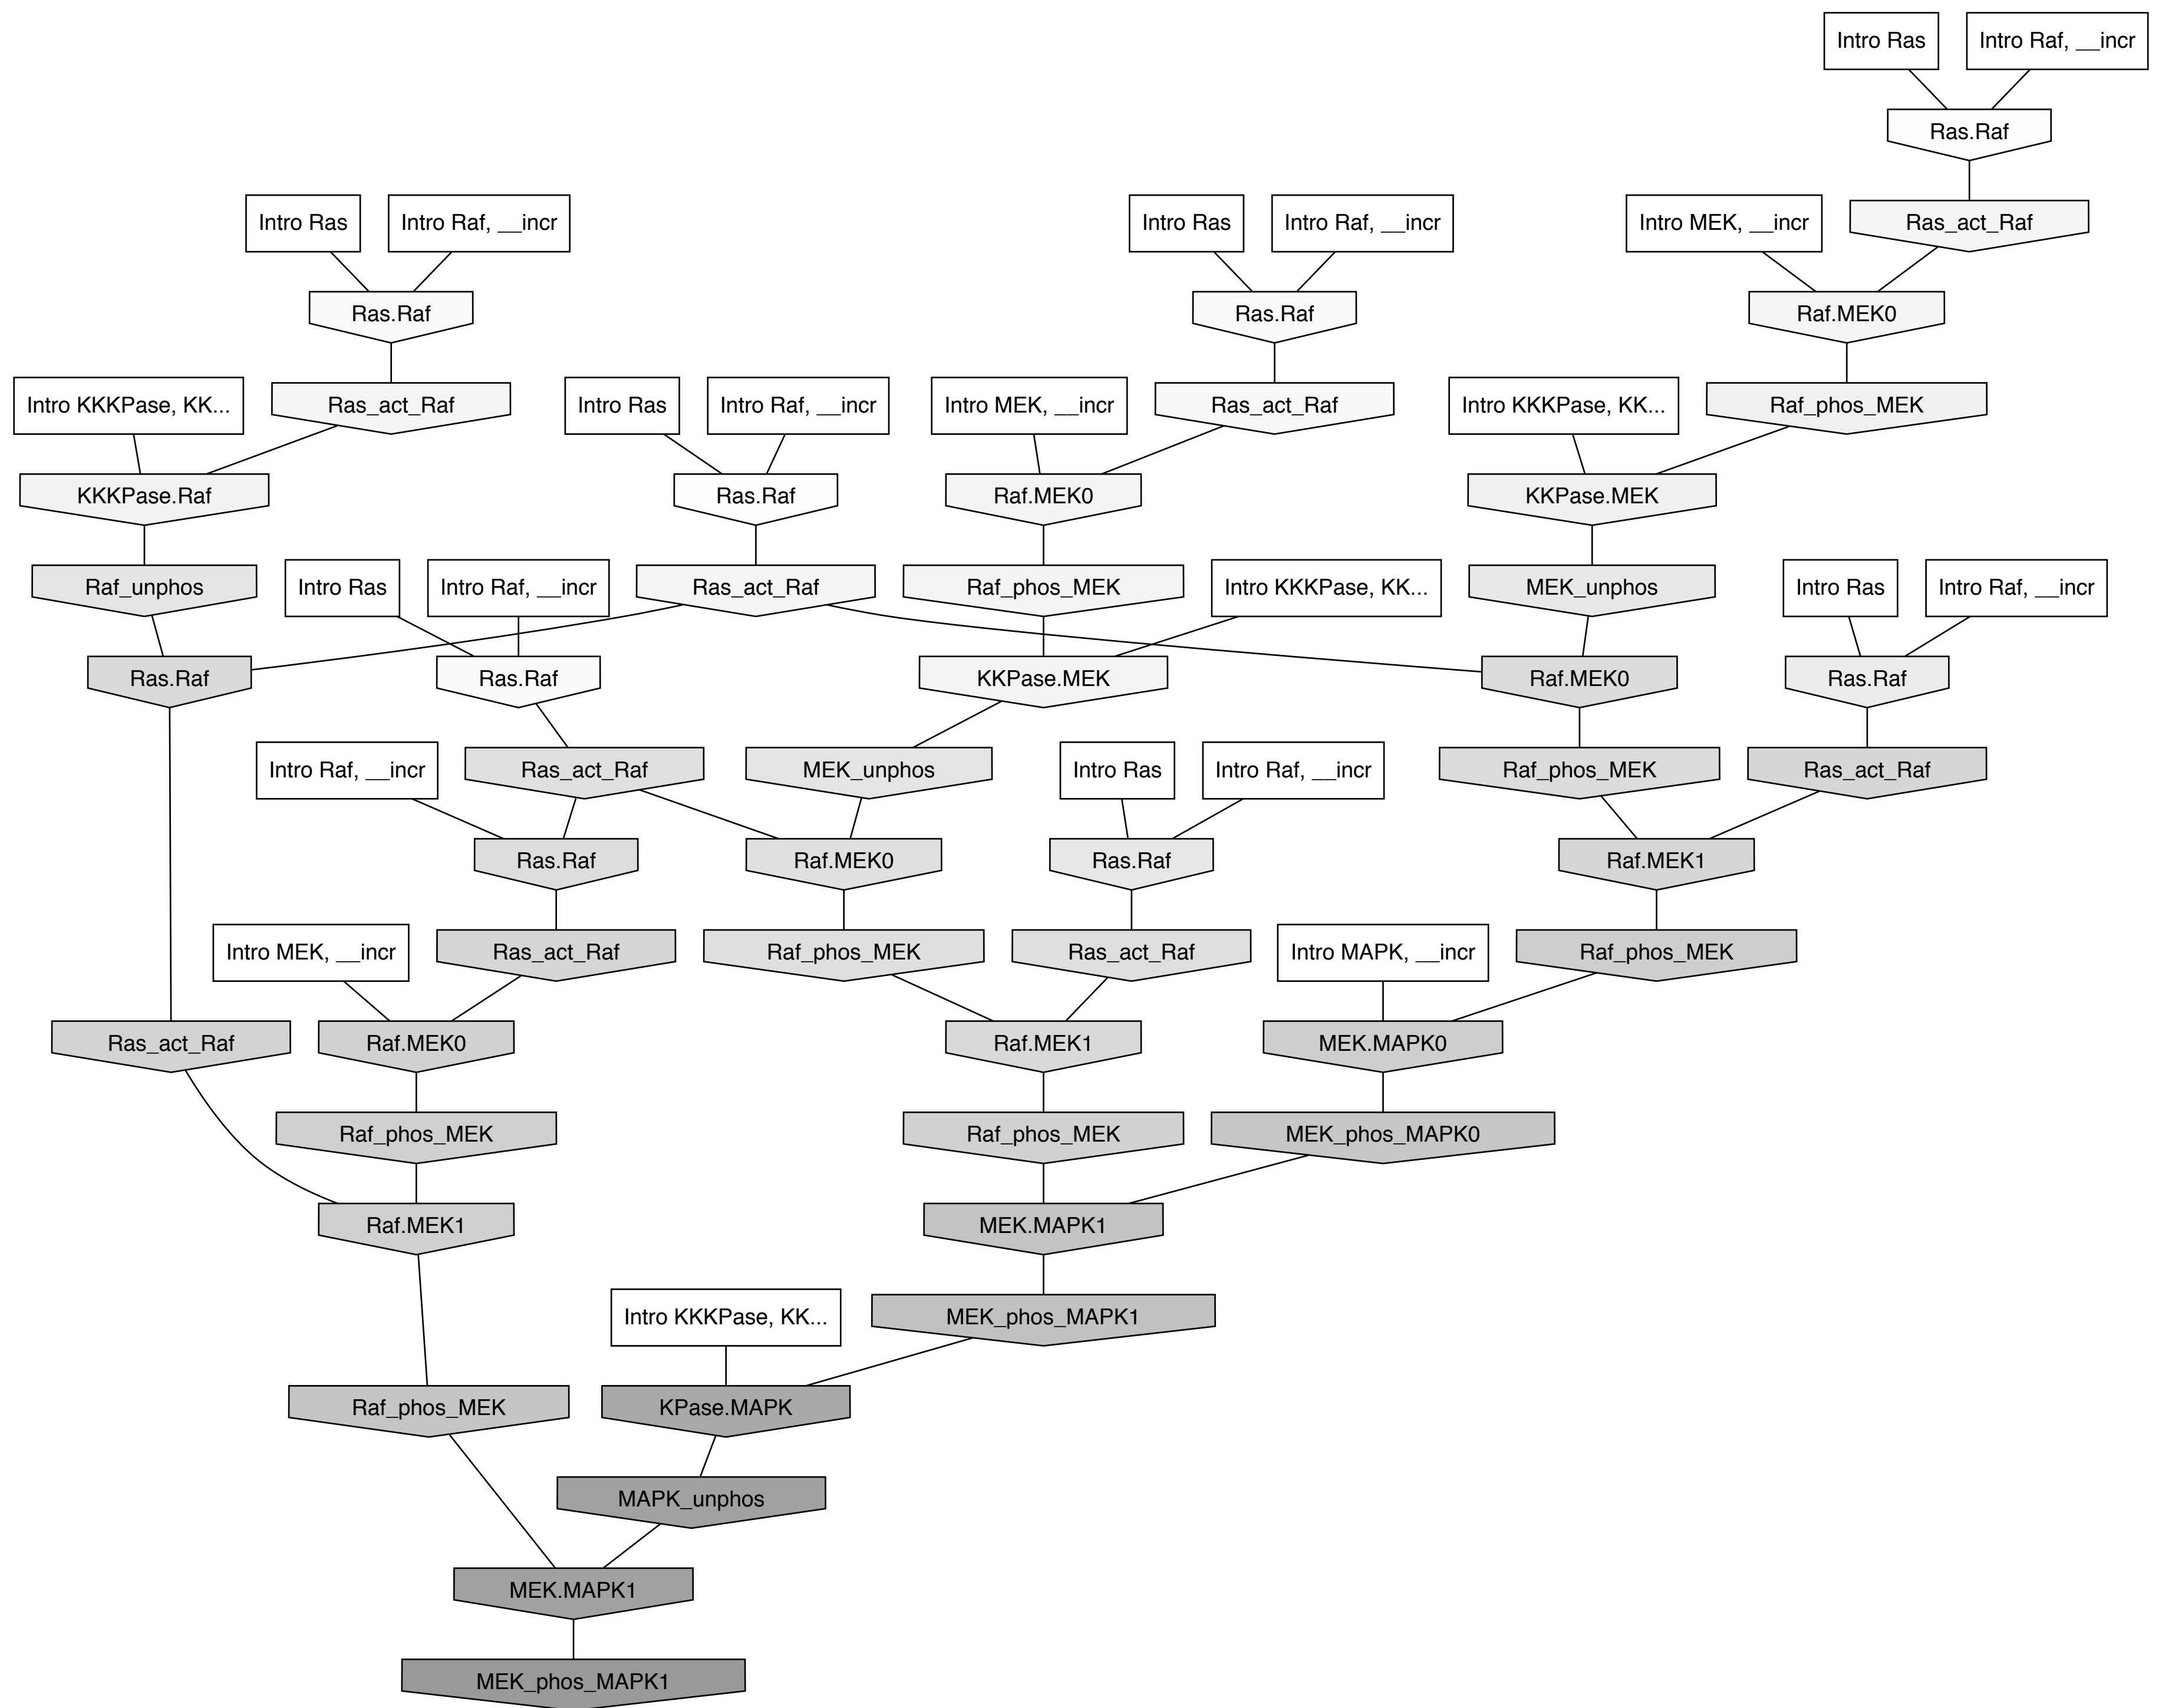 Intro Ras
Intro Raf, __incr
Ras.Raf
Intro Ras
Intro Raf, __incr
Intro Ras
Intro Raf, __incr
Intro MEK, __incr
Ras_act_Raf
Ras.Raf
Ras.Raf
Raf.MEK0
Intro KKKPase, KK...
Ras_act_Raf
Intro Ras
Intro Raf, __incr
Intro MEK, __incr
Ras_act_Raf
Intro KKKPase, KK...
Raf_phos_MEK
KKKPase.Raf
Ras.Raf
Raf.MEK0
KKPase.MEK
Raf_unphos
Intro Ras
Intro Raf, __incr
Ras_act_Raf
Raf_phos_MEK
Intro KKKPase, KK...
MEK_unphos
Intro Ras
Intro Raf, __incr
Ras.Raf
Ras.Raf
KKPase.MEK
Raf.MEK0
Ras.Raf
Intro Raf, __incr
Ras_act_Raf
MEK_unphos
Intro Ras
Intro Raf, __incr
Raf_phos_MEK
Ras_act_Raf
Ras.Raf
Raf.MEK0
Ras.Raf
Raf.MEK1
Intro MEK, __incr
Ras_act_Raf
Raf_phos_MEK
Ras_act_Raf
Intro MAPK, __incr
Raf_phos_MEK
Ras_act_Raf
Raf.MEK0
Raf.MEK1
MEK.MAPK0
Raf_phos_MEK
Raf_phos_MEK
MEK_phos_MAPK0
Raf.MEK1
MEK.MAPK1
Intro KKKPase, KK...
MEK_phos_MAPK1
Raf_phos_MEK
KPase.MAPK
MAPK_unphos
MEK.MAPK1
MEK_phos_MAPK1